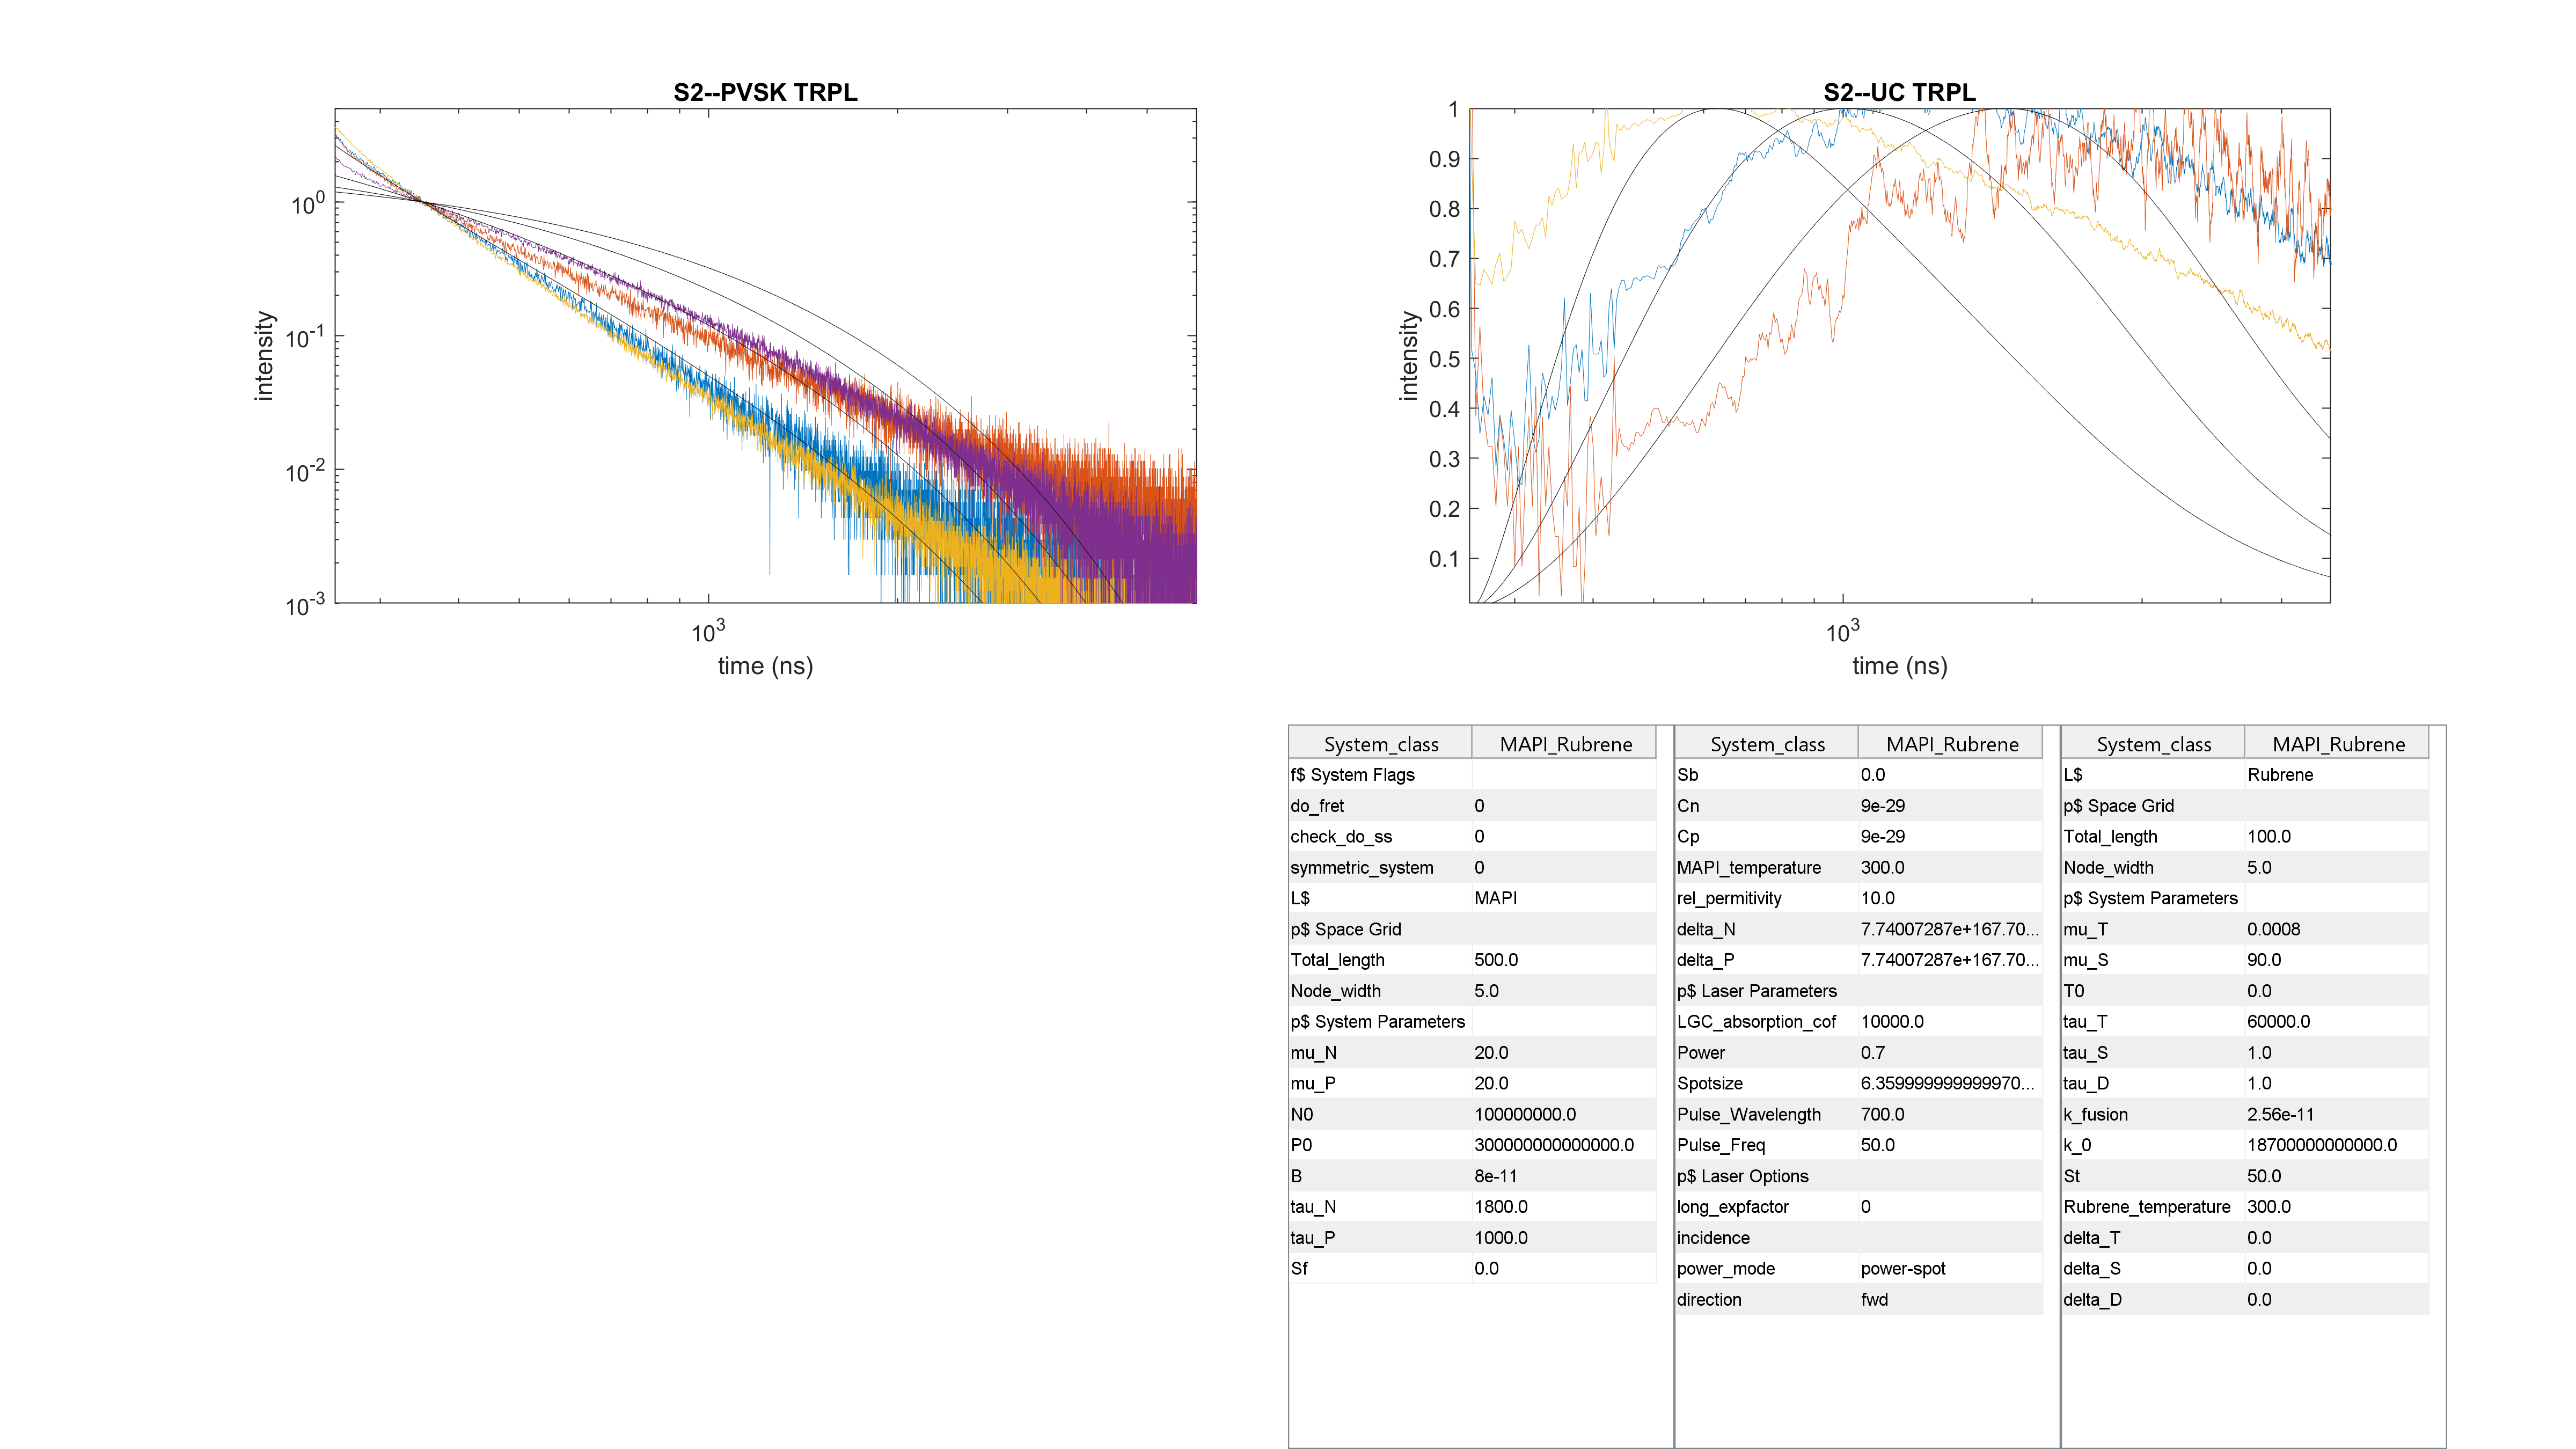 S2--PVSK TRPL
intensity
10^0
10^-1
10^-2
10^-3
10^3
time (ns)
S2--UC TRPL
intensity
1
0.9
0.8
0.7
0.6
0.5
0.4
0.3
0.2
0.1
10^3
time (ns)
System_class MAPI_Rubrene
f$ System Flags
do_fret 0
check_do_ss 0
symmetric_system 0
L$ MAPI
p$ Space Grid
Total_length 500.0
Node_width 5.0
p$ System Parameters
mu_N 20.0
mu_P 20.0
N0 100000000.0
P0 300000000000000.0
B 8e-11
tau_N 1800.0
tau_P 1000.0
Sf 0.0
System_class MAPI_Rubrene
Sb 0.0
Cn 9e-29
Cp 9e-29
MAPI_temperature 300.0
rel_permitivity 10.0
delta_N 7.74007287e+167.70...
delta_P 7.74007287e+167.70...
p$ Laser Parameters
LGC_absorption_cof 10000.0
Power 0.7
Spotsize 6.359999999999970...
Pulse_Wavelength 700.0
Pulse_Freq 50.0
p$ Laser Options
long_expfactor 0
incidence
power_mode power-spot
direction fwd
System_class MAPI_Rubrene
L$ Rubrene
p$ Space Grid
Total_length 100.0
Node_width 5.0
p$ System Parameters
mu_T 0.0008
mu_S 90.0
T0 0.0
tau_T 60000.0
tau_S 1.0
tau_D 1.0
k_fusion 2.56e-11
k_0 18700000000000.0
St 50.0
Rubrene_temperature 300.0
delta_T 0.0
delta_S 0.0
delta_D 0.0